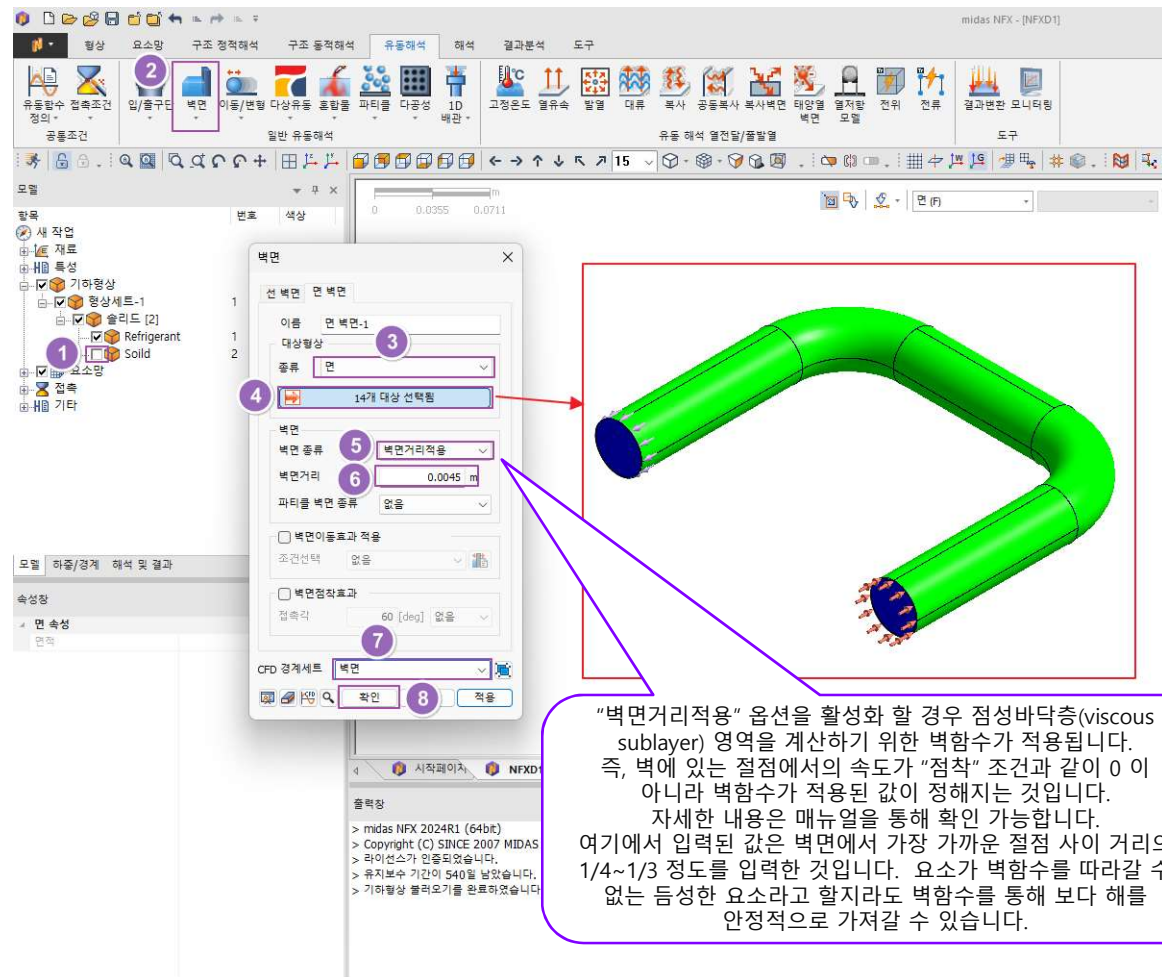 midas NFX - [NFXD1]
형상 요소망 구조 정적해석 구조 동적해석 유동해석 해석 결과분석 도구
2
유동함수 접촉조건 입/출구단 벽면 이동/변형 다상유동 혼합물 파티클 다공성 1D 고정온도 열유속 발열 대류 복사 공동복사 복사벽면 태양열 열저항 전위 전류 결과변환 모니터링
정의 배관 벽면 모델
공통조건 일반 유동해석 유동 해석 열전달/줄발열 도구
15
모델
m
0 0.0355 0.0711
면 (F)
항목 번호 색상
새 작업
재료
특성
기하형상
형상세트-1 1
솔리드 [2]
Refrigerant 1
1 Soild 2
요소망
접촉
기타
벽면
선 벽면 면 벽면
이름 면 벽면-1
대상형상 3
종류 면
4 14개 대상 선택됨
벽면
벽면 종류 5 벽면거리적용
벽면거리 6 0.0045 m
파티클 벽면 종류 없음
벽면이동효과 적용
조건선택 없음
벽면점착효과
접촉각 60 [deg] 없음
7
CFD 경계세트 벽면
확인 8 적용
모델 하중/경계 해석 및 결과
속성창
면 속성
면적
시작페이지 NFXD1
출력창
> midas NFX 2024R1 (64bit)
> Copyright (C) SINCE 2007 MIDAS
> 라이선스가 인증되었습니다.
> 유지보수 기간이 540일 남았습니다.
> 기하형상 불러오기를 완료하였습니다
"벽면거리적용" 옵션을 활성화 할 경우 점성바닥층(viscous
sublayer) 영역을 계산하기 위한 벽함수가 적용됩니다.
즉, 벽에 있는 절점에서의 속도가 "점착" 조건과 같이 0 이
아니라 벽함수가 적용된 값이 정해지는 것입니다.
자세한 내용은 매뉴얼을 통해 확인 가능합니다.
여기에서 입력된 값은 벽면에서 가장 가까운 절점 사이 거리으
1/4~1/3 정도를 입력한 것입니다. 요소가 벽함수를 따라갈 수
없는 듬성한 요소라고 할지라도 벽함수를 통해 보다 해를
안정적으로 가져갈 수 있습니다.